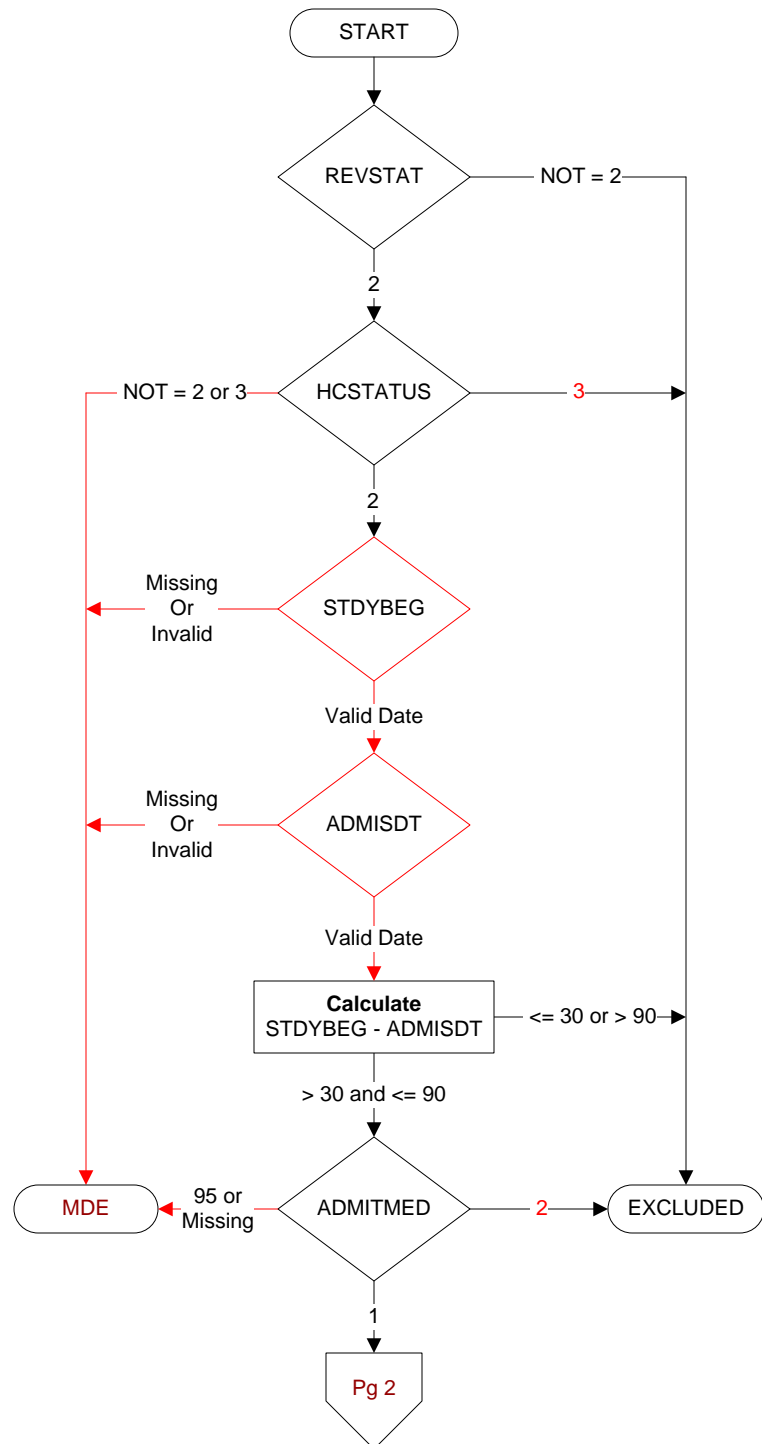 START
REVSTAT
NOT = 2
2
NOT = 2 or 3
HCSTATUS
3
2
Missing
Or
Invalid
STDYBEG
Valid Date
Missing
Or
Invalid
ADMISDT
Valid Date
Calculate
STDYBEG - ADMISDT
<= 30 or > 90
> 30 and <= 90
MDE
95 or
Missing
ADMITMED
2
EXCLUDED
1
Pg 2